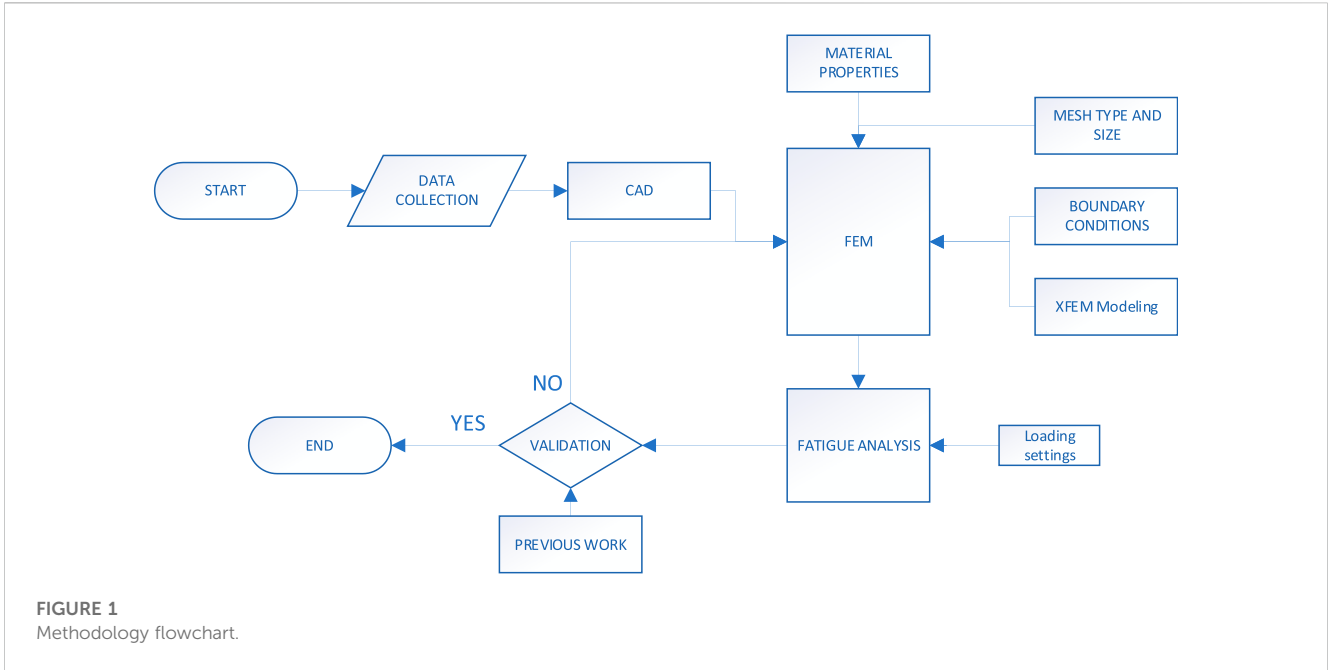 MATERIAL
PROPERTIES
MESH TYPE AND
SIZE
START
DATA
COLLECTION
CAD
FEM
BOUNDARY
CONDITIONS
XFEM Modeling
NO
YES
END
VALIDATION
FATIGUE ANALYSIS
Loading
settings
PREVIOUS WORK
FIGURE 1
Methodology flowchart.